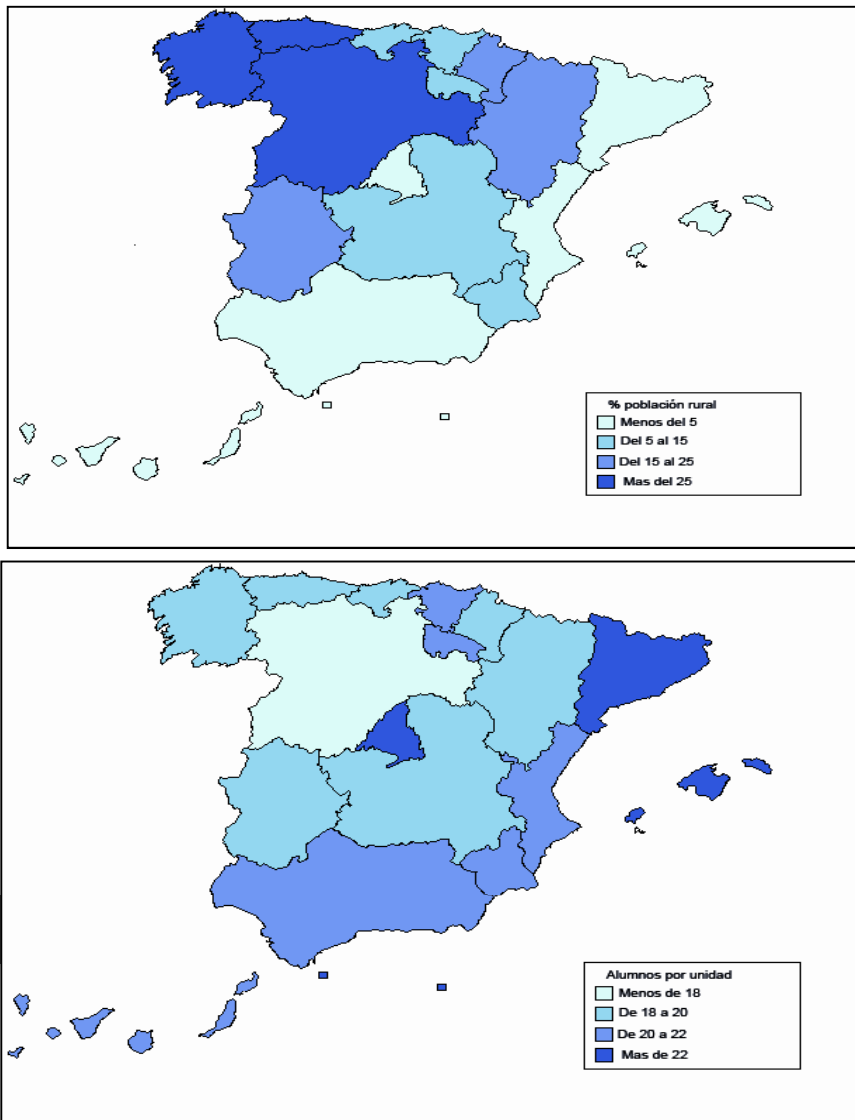 % población rural
Menos del 5
Del 5 al 15
Del 15 al 25
Mas del 25
Alumnos por unidad
Menos de 18
De 18 a 20
De 20 a 22
Mas de 22